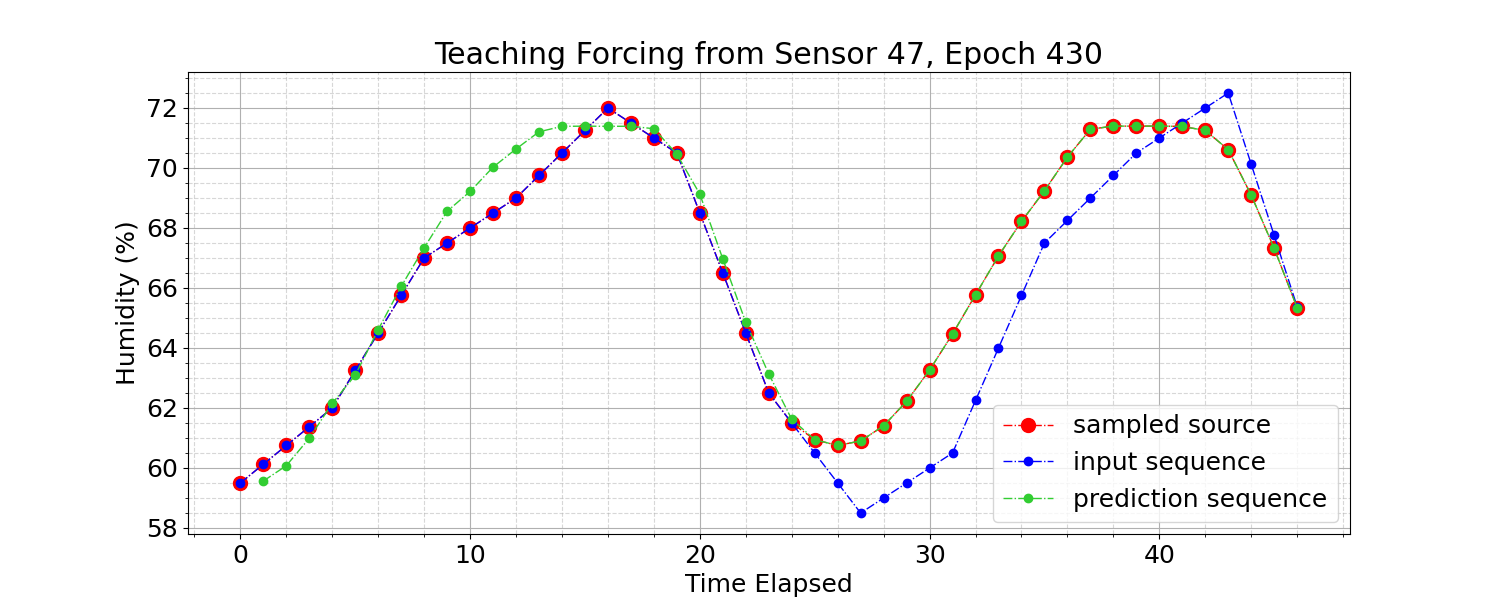 Teaching Forcing from Sensor 47, Epoch 430
Humidity (%)
72
70
68
66
64
62
60
58
sampled source
input sequence
prediction sequence
0 10 20 30 40
Time Elapsed